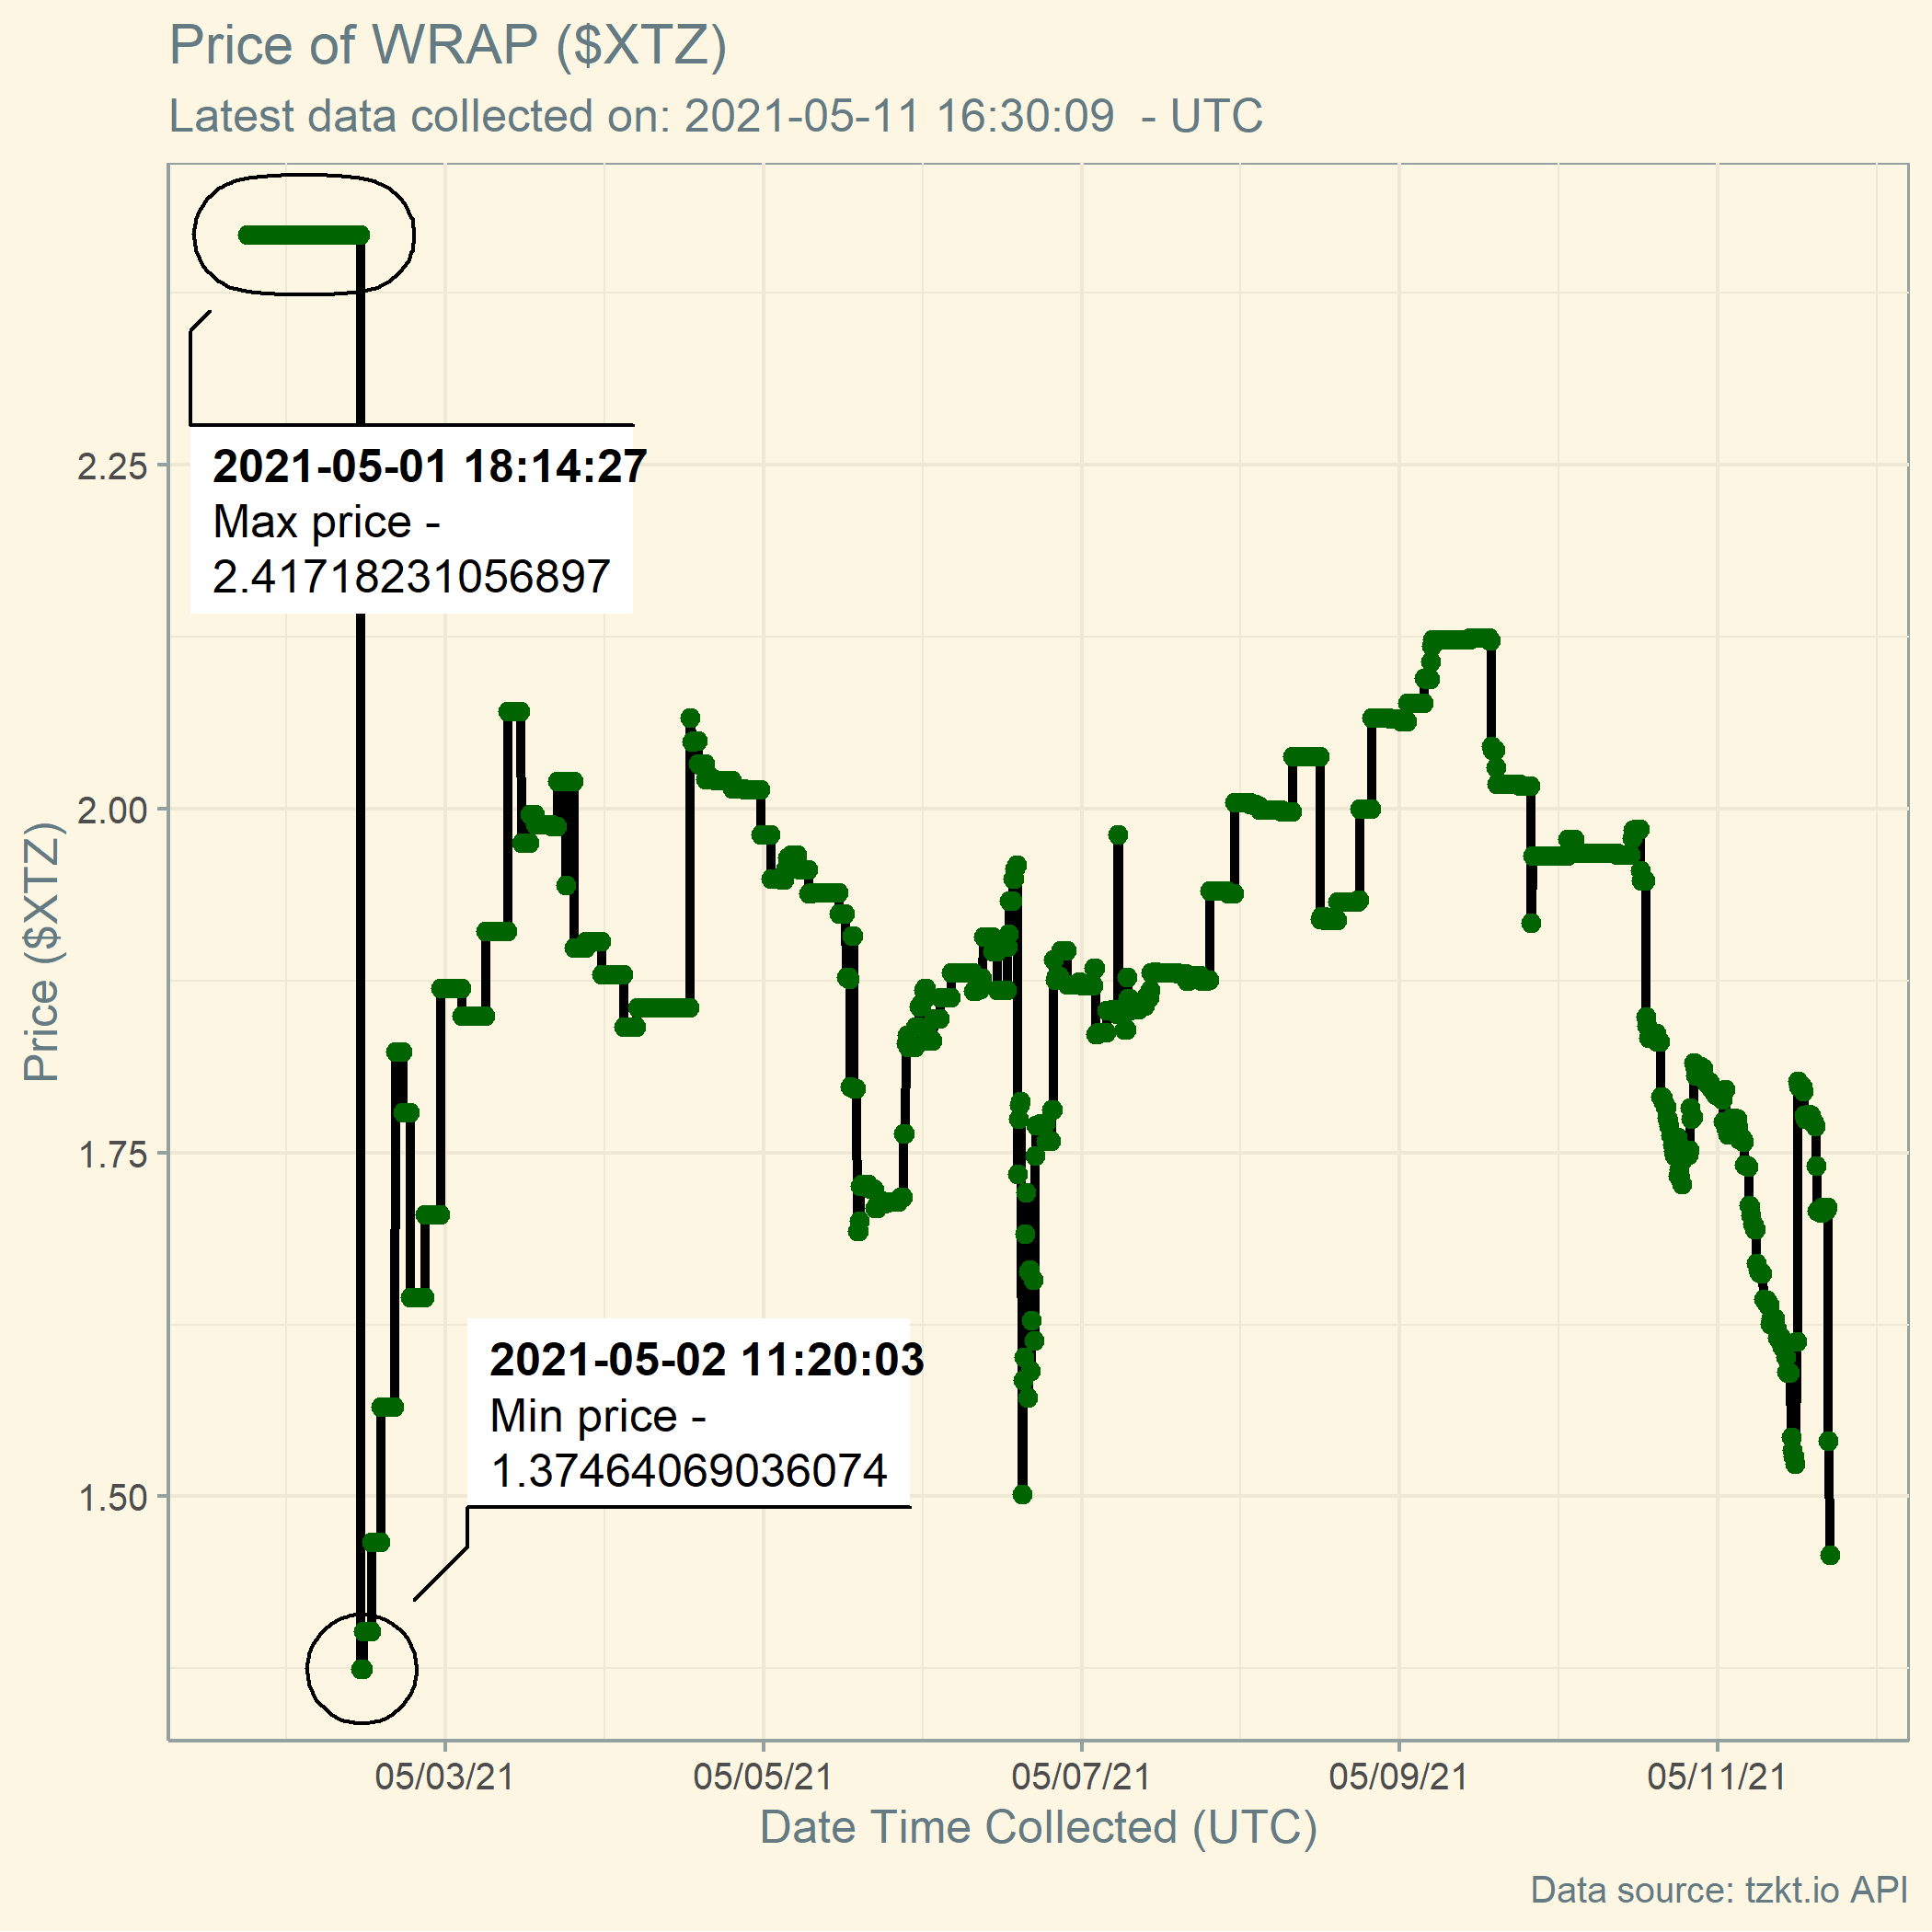 Price of WRAP ($XTZ)
Latest data collected on: 2021-05-11 16:30:09  - UTC
2021-05-01 18:14:27
Max price -
2.41718231056897
2021-05-02 11:20:03
Min price -
1.37464069036074
Price ($XTZ)
2.25
2.00
1.75
1.50
05/03/21
05/05/21
05/07/21
05/09/21
05/11/21
Date Time Collected (UTC)
Data source: tzkt.io API